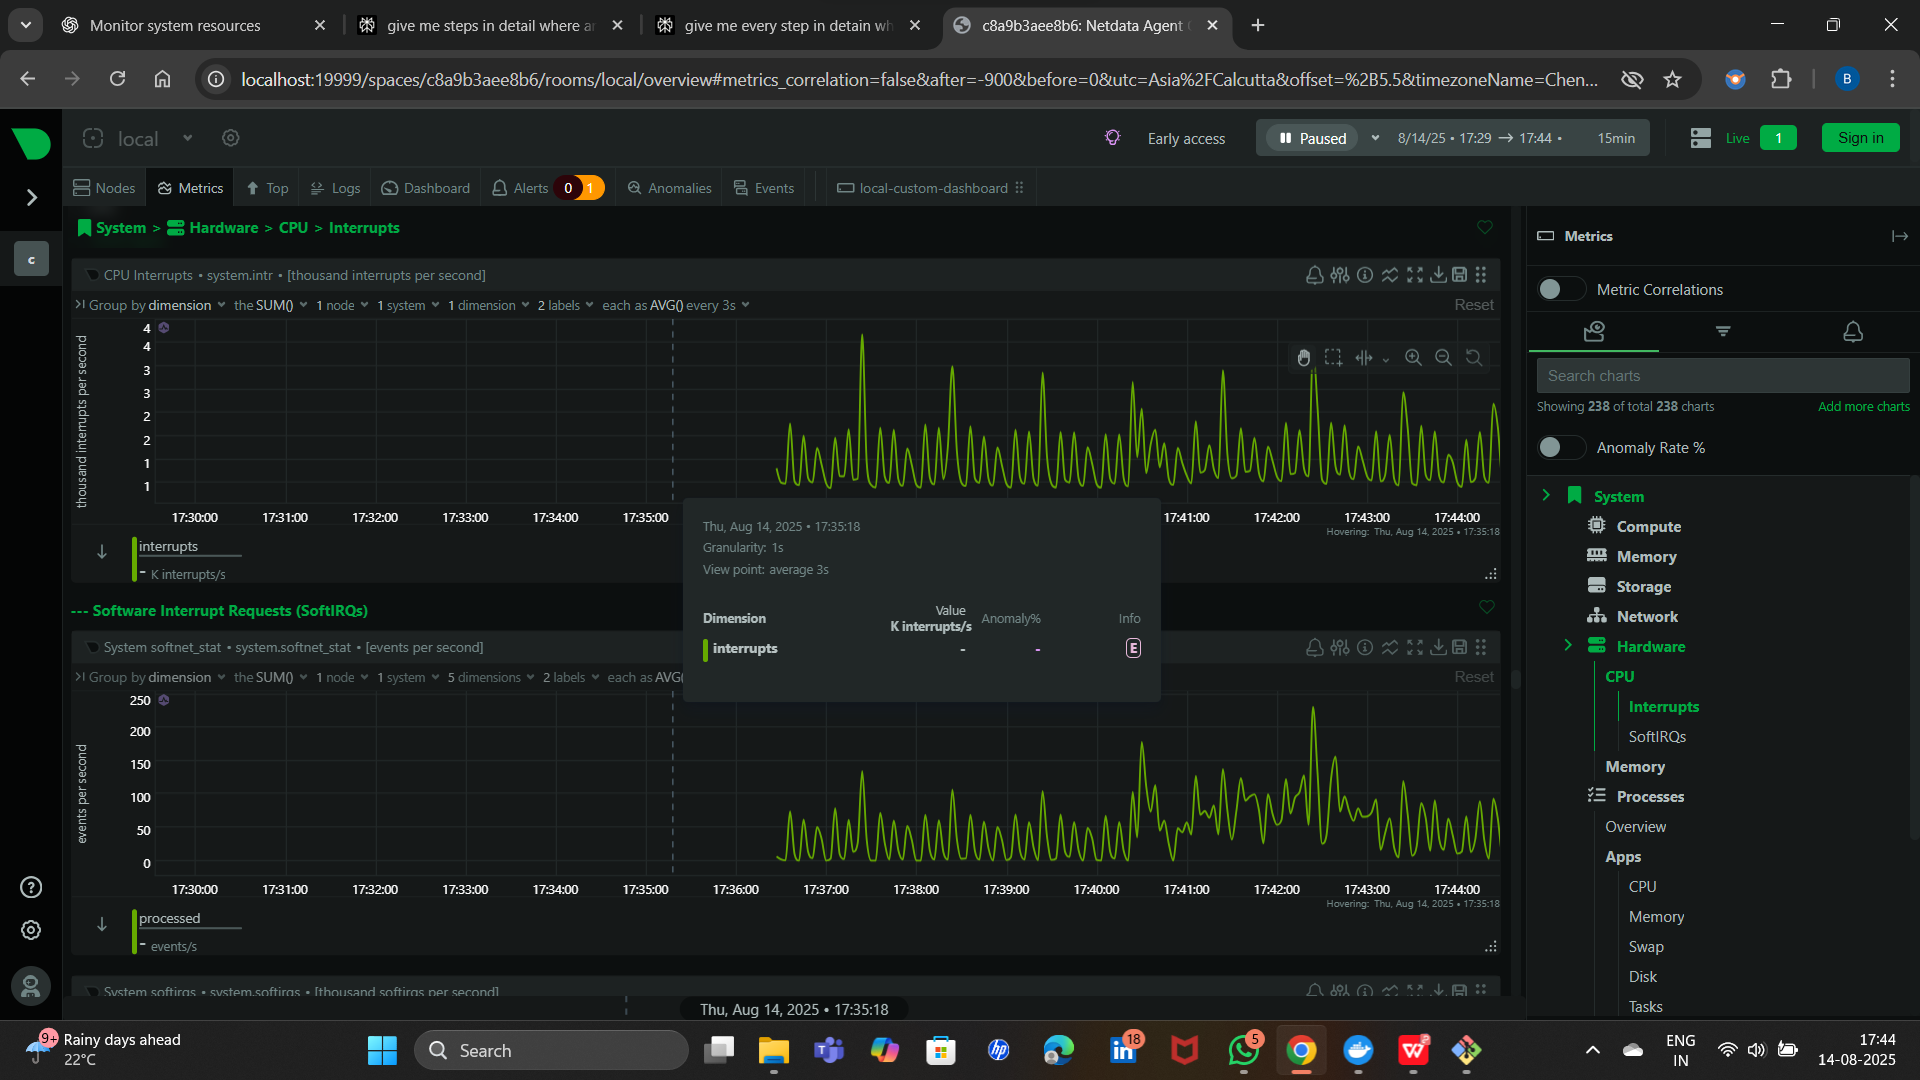 Monitor system resources
give me steps in detail where ar
give me every step in detain wh
c8a9b3aee8b6: Netdata Agent
localhost:19999/spaces/c8a9b3aee8b6/rooms/local/overview#metrics_correlation=false&after=-900&before=0&utc=Asia%2FCalcutta&offset=%2B5.5&timezoneName=Chen...
B
local
Early access
Paused
8/14/25 • 17:29 → 17:44 •
15min
Live
1
Sign in
Nodes
Metrics
Top
Logs
Dashboard
Alerts
0
1
Anomalies
Events
local-custom-dashboard
c
System > Hardware > CPU > Interrupts
CPU Interrupts • system.intr • [thousand interrupts per second]
Group by dimension the SUM() 1 node 1 system 1 dimension 2 labels each as AVG() every 3s
Reset
thousand interrupts per second
4
4
3
3
2
2
1
1
17:30:00
17:31:00
17:32:00
17:33:00
17:34:00
17:35:00
17:41:00
17:42:00
17:43:00
17:44:00
Hovering: Thu, Aug 14, 2025 • 17:35:18
interrupts
- K interrupts/s
Thu, Aug 14, 2025 • 17:35:18
Granularity: 1s
View point: average 3s
Dimension
Value
K interrupts/s
Anomaly%
Info
interrupts
-
-
E
--- Software Interrupt Requests (SoftIRQs)
System softnet_stat • system.softnet_stat • [events per second]
Group by dimension the SUM() 1 node 1 system 5 dimensions 2 labels each as AVG(
Reset
events per second
250
200
150
100
50
0
17:30:00
17:31:00
17:32:00
17:33:00
17:34:00
17:35:00
17:36:00
17:37:00
17:38:00
17:39:00
17:40:00
17:41:00
17:42:00
17:43:00
17:44:00
Hovering: Thu, Aug 14, 2025 • 17:35:18
processed
- events/s
System softirqs • system.softirqs • [thousand softirqs per second]
Thu, Aug 14, 2025 • 17:35:18
Metrics
Metric Correlations
Search charts
Showing 238 of total 238 charts
Add more charts
Anomaly Rate %
System
Compute
Memory
Storage
Network
Hardware
CPU
Interrupts
SoftIRQs
Memory
Processes
Overview
Apps
CPU
Memory
Swap
Disk
Tasks
9+
Rainy days ahead
22°C
Search
hp
18
5
2
ENG
IN
17:44
14-08-2025